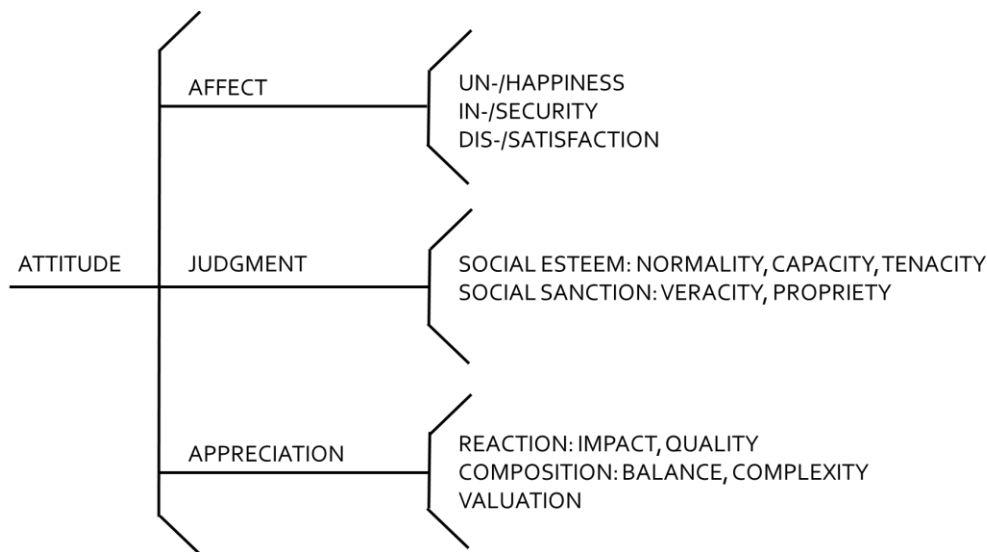 AFFECT
UN-/HAPPINESS
IN-/SECURITY
DIS-/SATISFACTION
ATTITUDE
JUDGMENT
SOCIAL ESTEEM: NORMALITY, CAPACITY, TENACITY
SOCIAL SANCTION: VERACITY, PROPRIETY
APPRECIATION
REACTION: IMPACT, QUALITY
COMPOSITION: BALANCE, COMPLEXITY
VALUATION